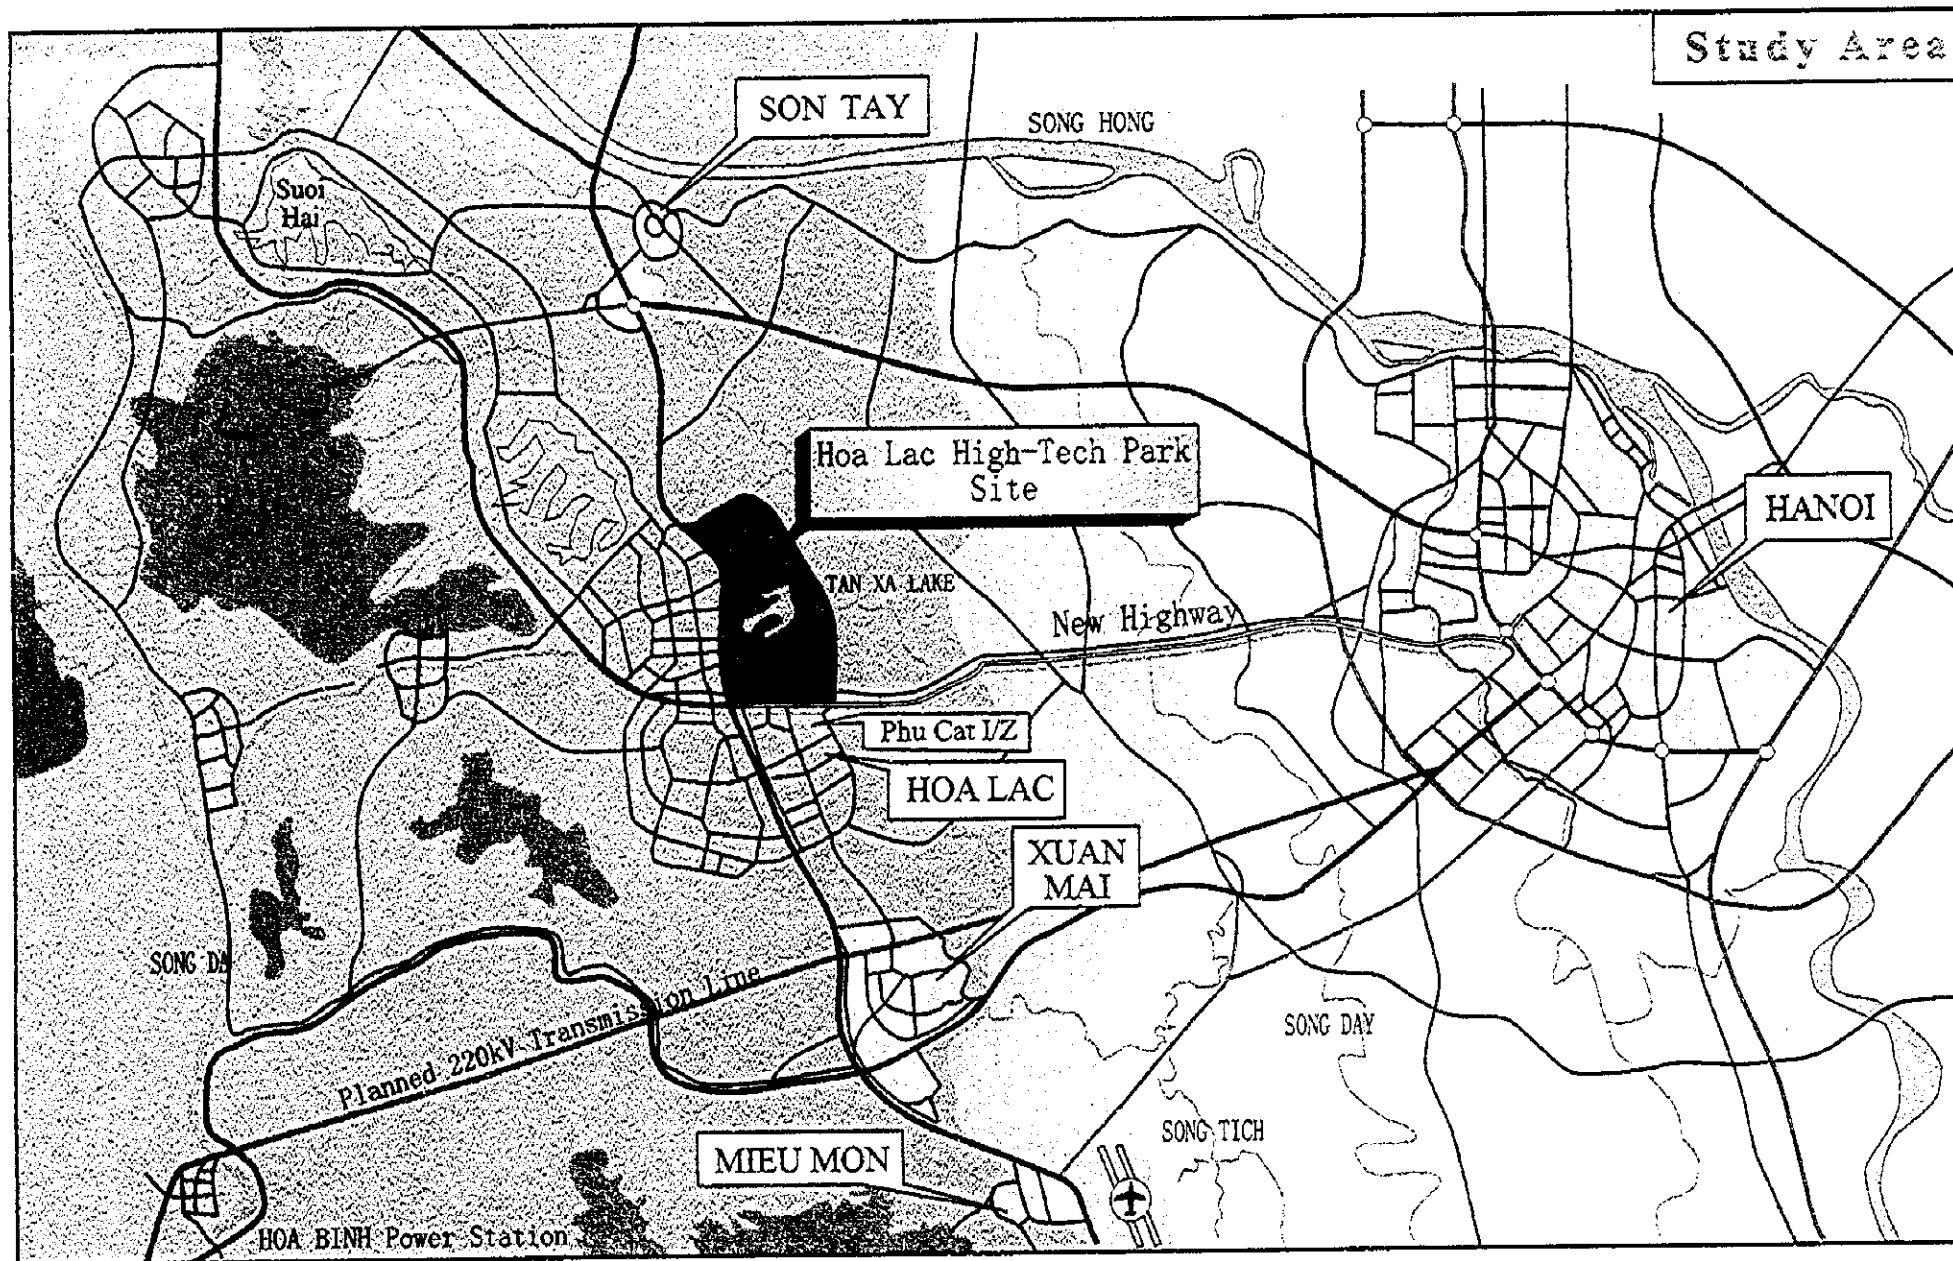 Study Area
SON TAY
SONG HONG
Suoi
Hai
Hoa Lac High-Tech Park
Site
HANOI
TAN XA LAKE
New Highway
Phu Cat I/Z
HOA LAC
XUAN
MAI
SONG DA
Planned 220kV Transmission Line
SONG DAY
SONG TICH
MIEU MON
HOA BINH Power Station